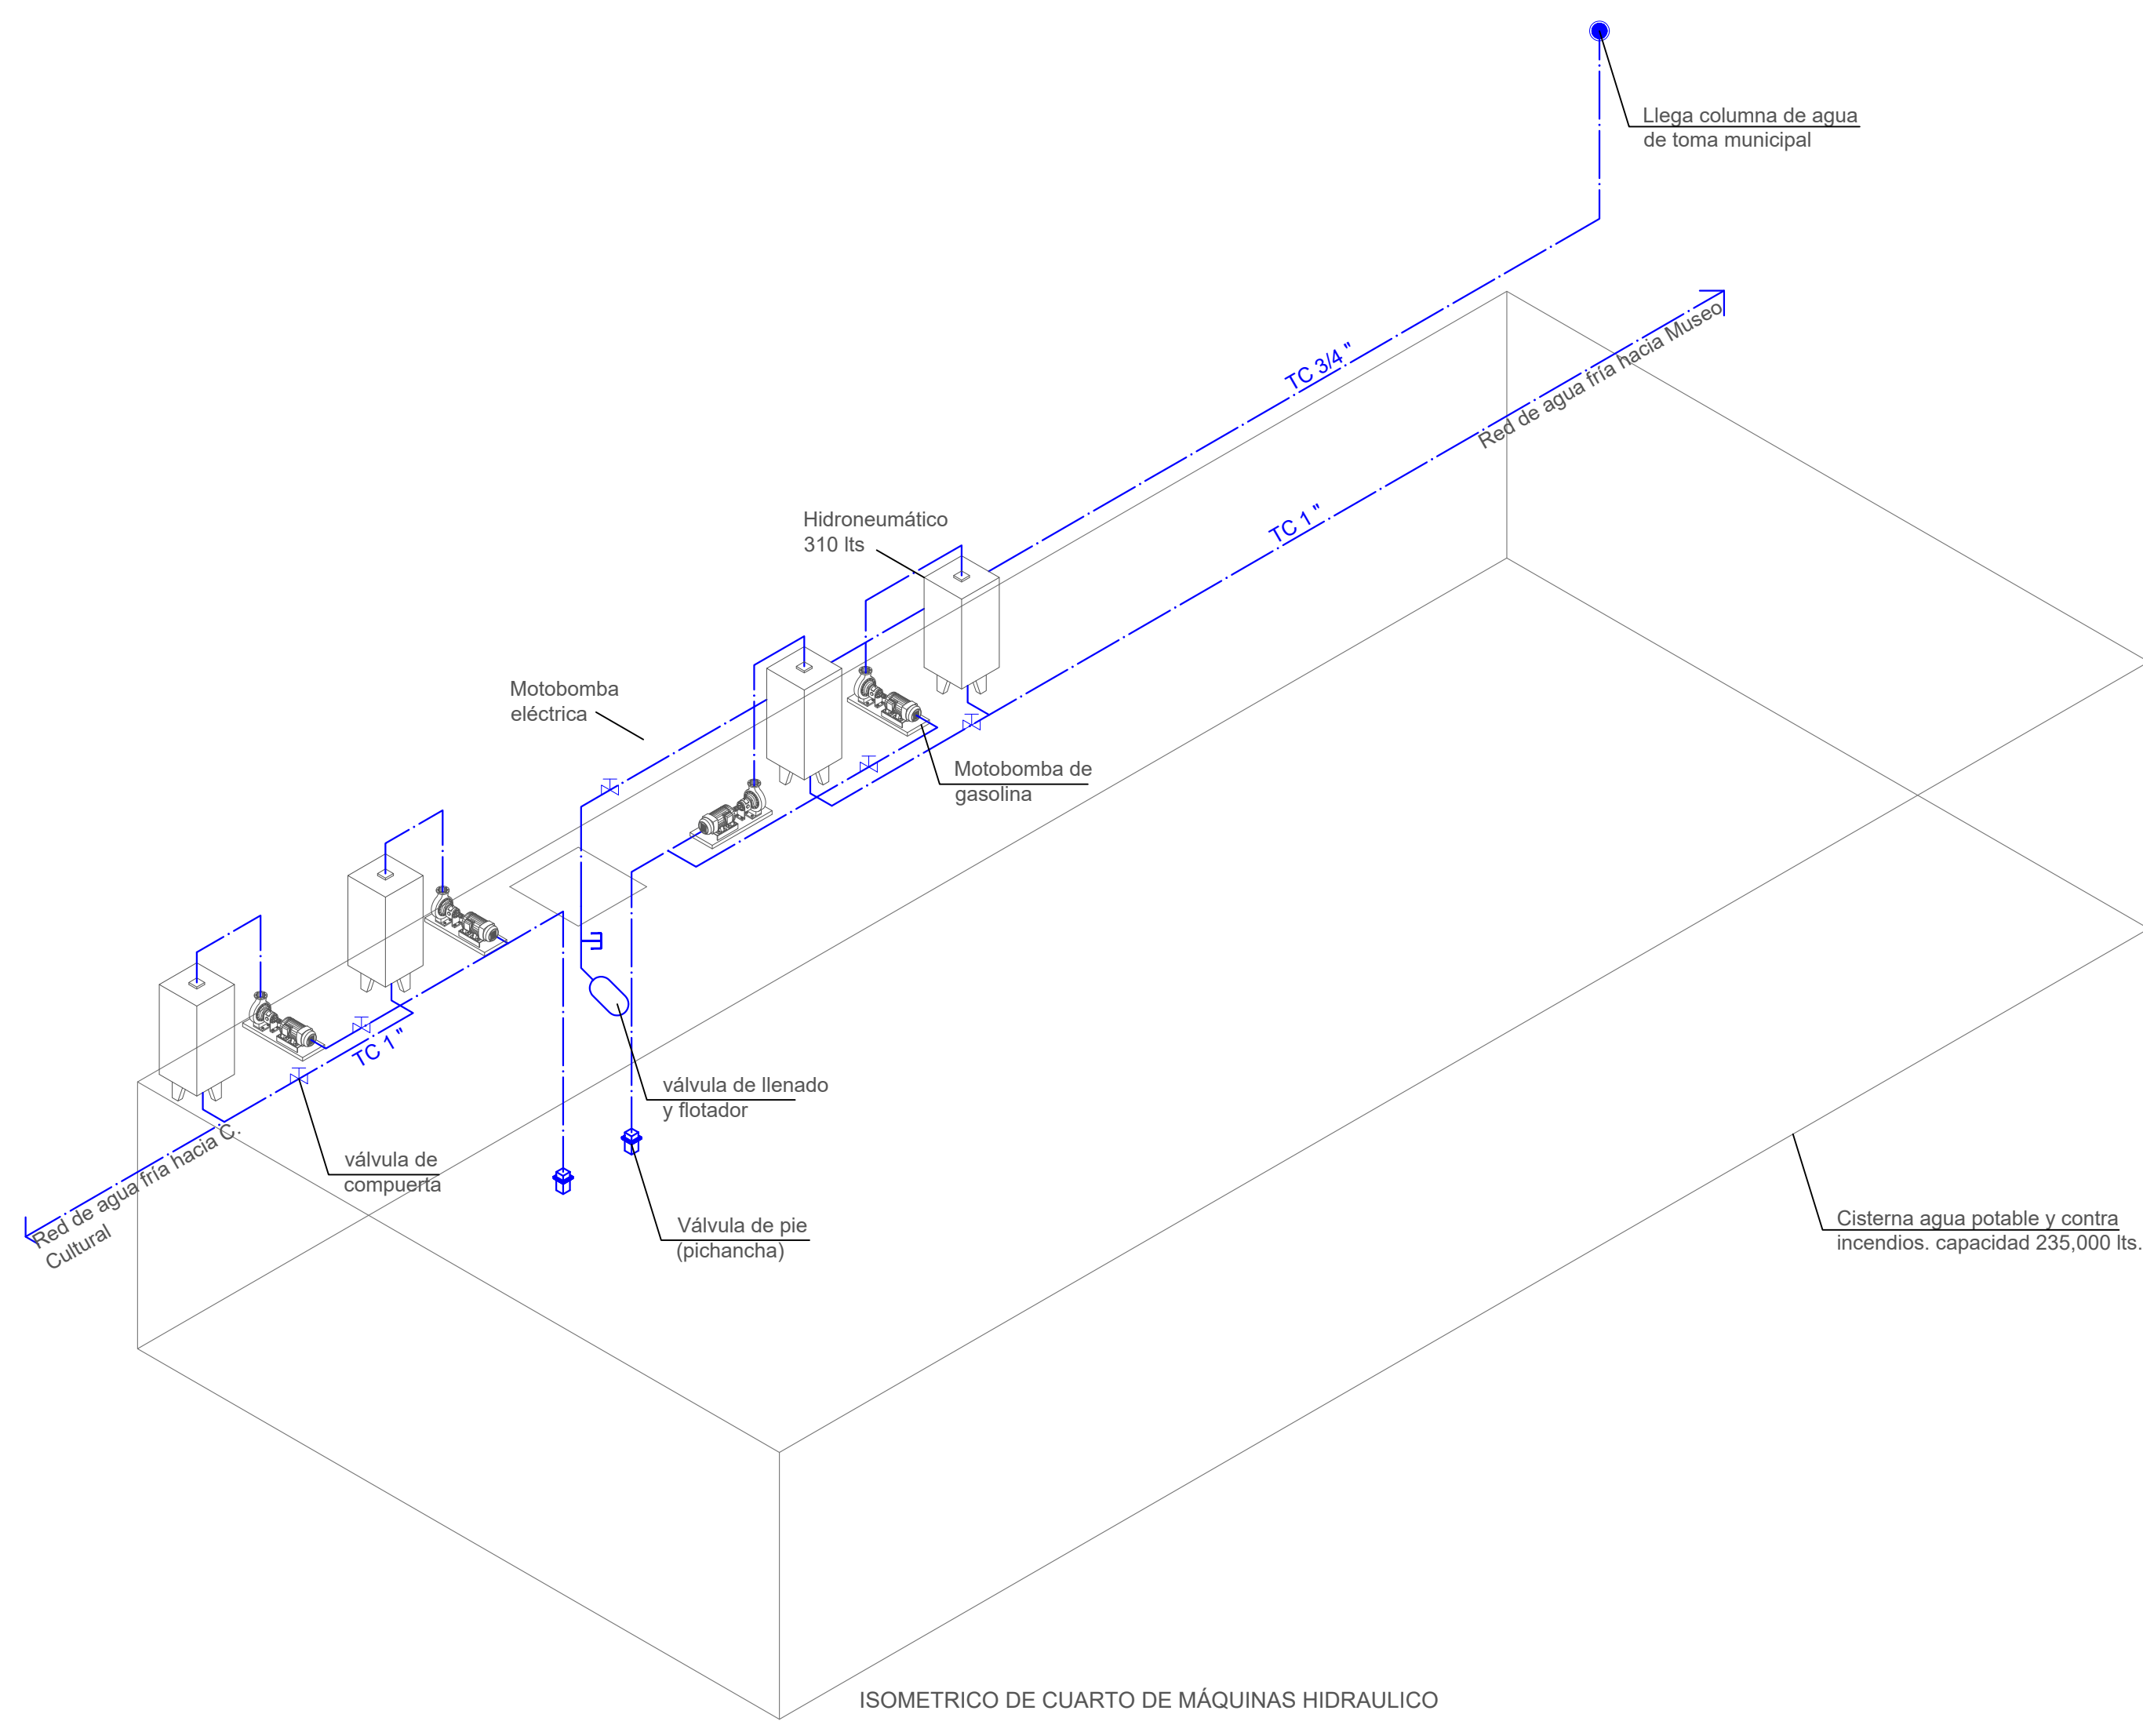 Llega columna de agua
de toma municipal
TC 3/4 "
Red de agua fría hacia Museo
TC 1 "
Hidroneumático
310 lts
Motobomba
eléctrica
Motobomba de
gasolina
TC 1 "
válvula de llenado
y flotador
válvula de
compuerta
Red de agua fría hacia C.
Cultural
Válvula de pie
(pichancha)
Cisterna agua potable y contra
incendios. capacidad 235,000 lts.
ISOMETRICO DE CUARTO DE MÁQUINAS HIDRAULICO